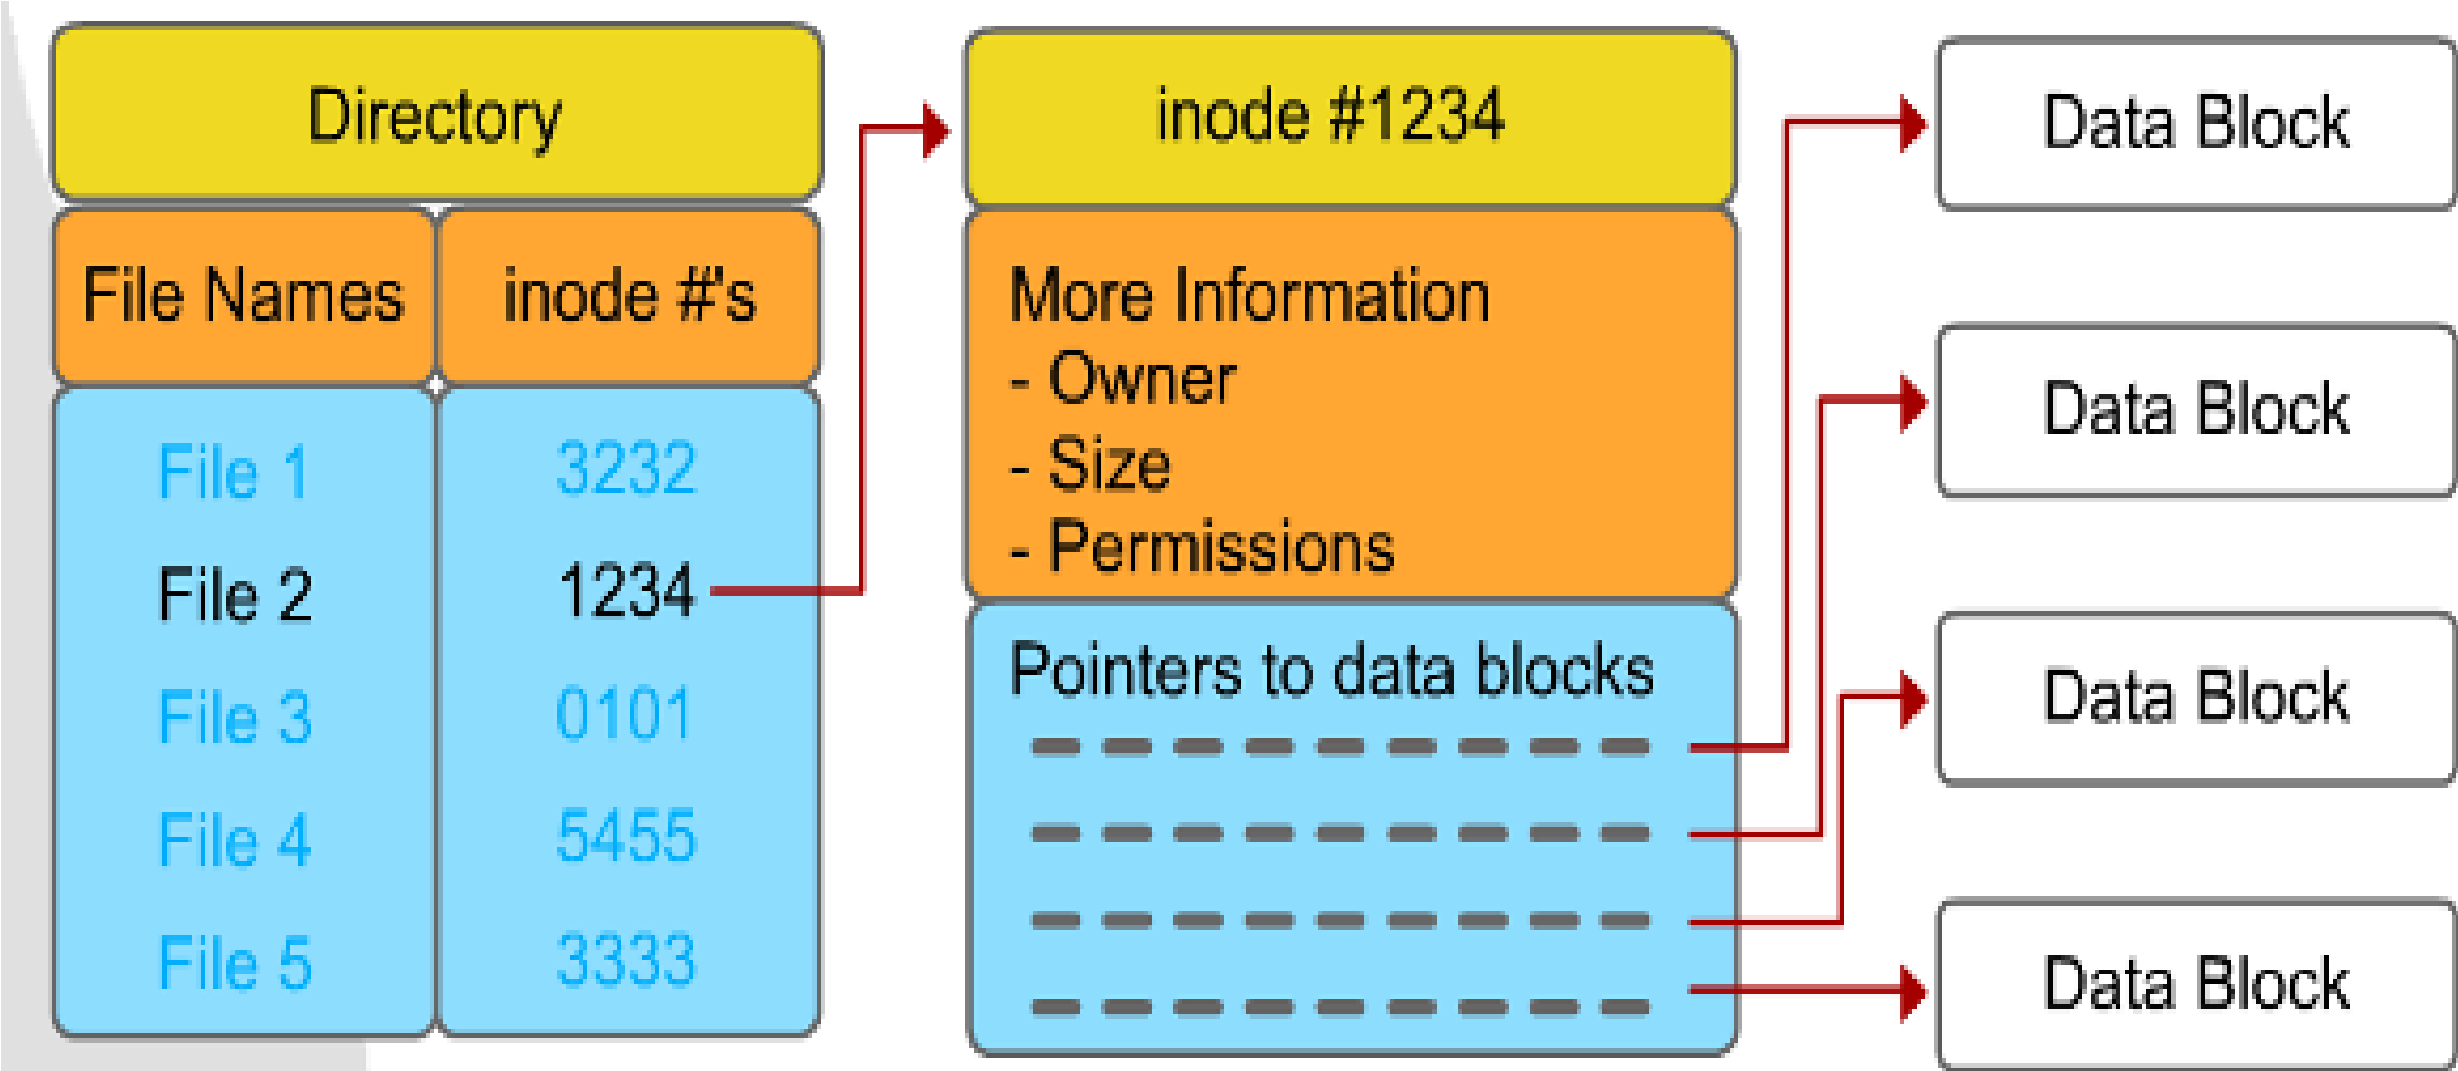 Directory
File Names inode #'s
File 1 3232
File 2 1234
File 3 0101
File 4 5455
File 5 3333
inode #1234
More Information
- Owner
- Size
- Permissions
Pointers to data blocks
Data Block
Data Block
Data Block
Data Block